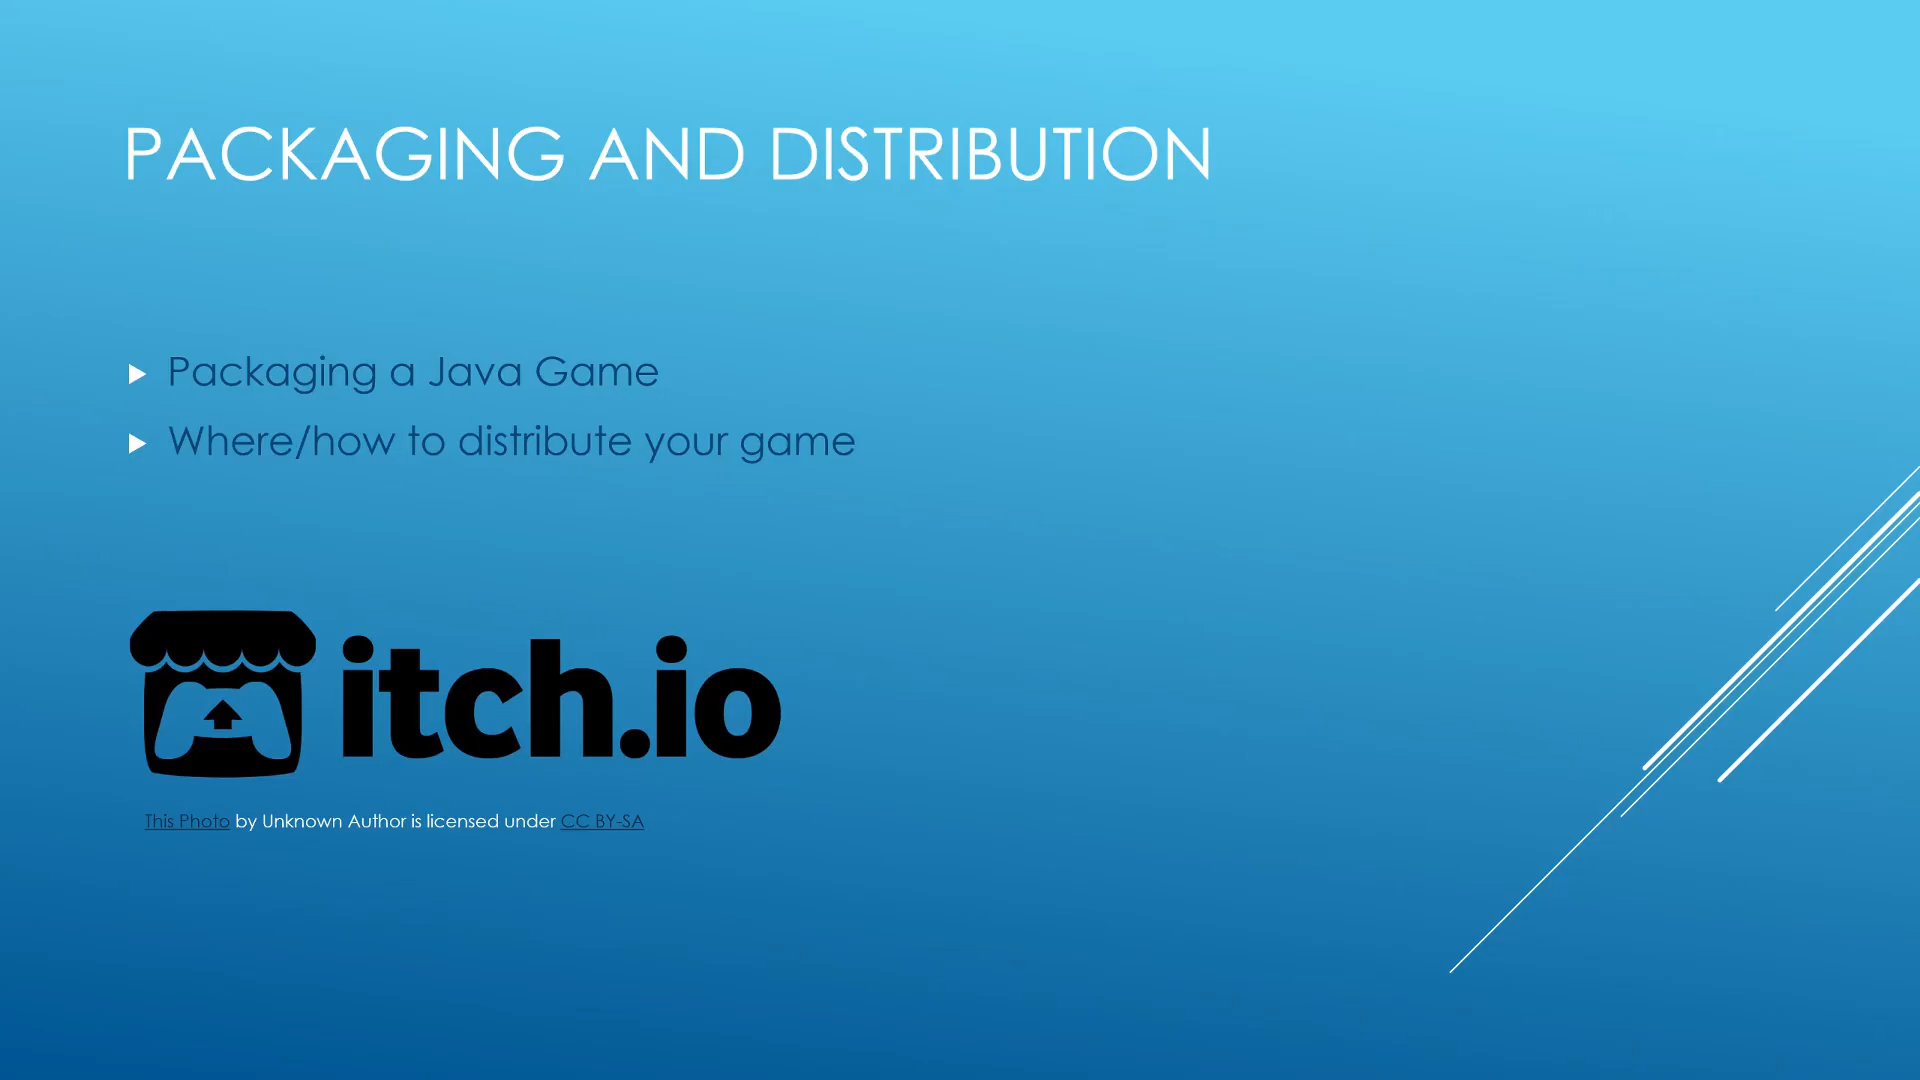 PACKAGING AND DISTRIBUTION
Packaging a Java Game
Where/how to distribute your game
itch.io
This Photo by Unknown Author is licensed under CC BY-SA